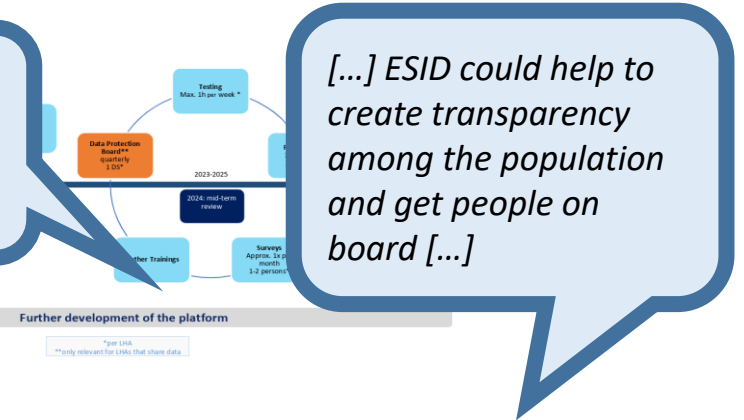 […] ESID could help to
create transparency
among the population
and get people on
board […]
Testing
Max. 1h per week *
Data Protection
Board**
quarterly
1 DS*
2023-2025
2024: mid-term
review
Trainings
Surveys
Approx. 1x
month
1-2 persons
Further development of the platform
*per LHA
**only relevant for LHAs that share data